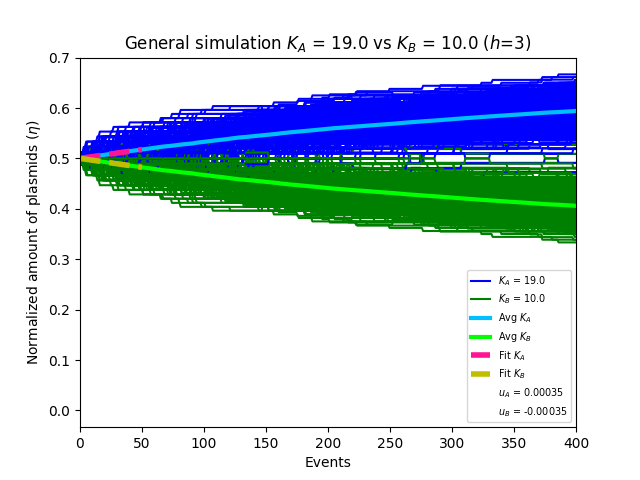 General simulation K_A = 19.0 vs K_B = 10.0 (h=3)
Normalized amount of plasmids (η)
0.7
0.6
0.5
0.4
0.3
0.2
0.1
0.0
K_A = 19.0
K_B = 10.0
Avg K_A
Avg K_B
Fit K_A
Fit K_B
u_A = 0.00035
u_B = -0.00035
0 50 100 150 200 250 300 350 400
Events